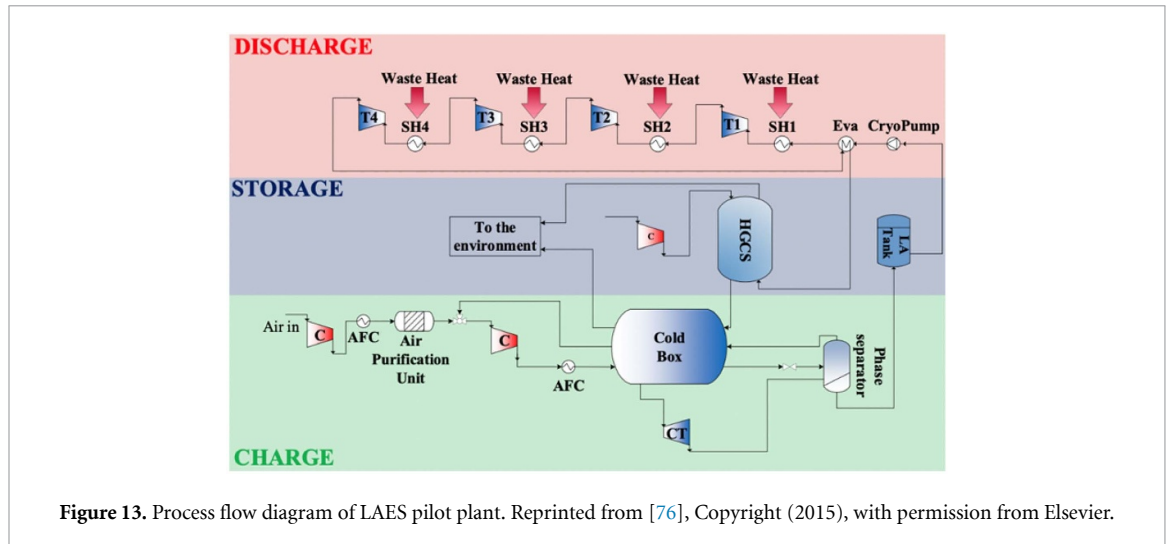 DISCHARGE
Waste Heat Waste Heat Waste Heat Waste Heat
T4 T3 T2 T1
SH4 SH3 SH2 SH1 Eva CryoPump
STORAGE
To the
environment
C
HGCS
LA
Tank
Air in
C
AFC
Air
Purification
Unit
C
AFC
Cold
Box
CT
Phase
separator
CHARGE
Figure 13. Process flow diagram of LAES pilot plant. Reprinted from [76], Copyright (2015), with permission from Elsevier.